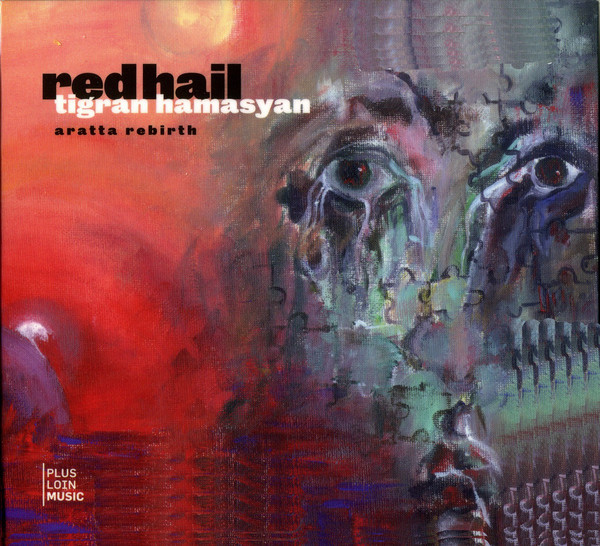 red hail
tigran hamasyan
aratta rebirth
PLUS
LOIN
MUSIC